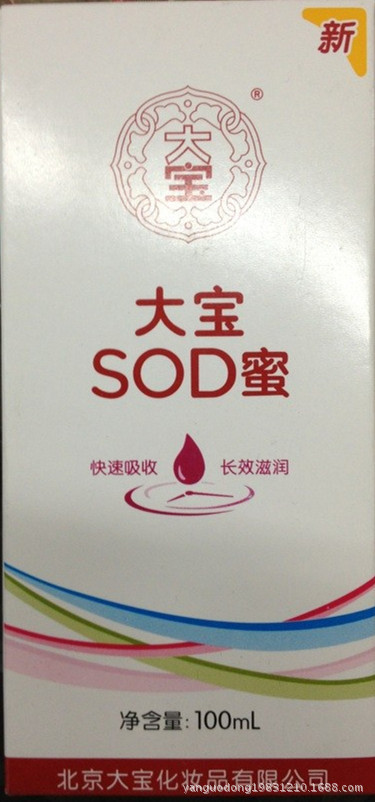 新
®
大
宝
大宝
SOD蜜
快速吸收 长效滋润
净含量: 100mL
北京大宝化妆品有限公司
yanguodong19831210.1688.com